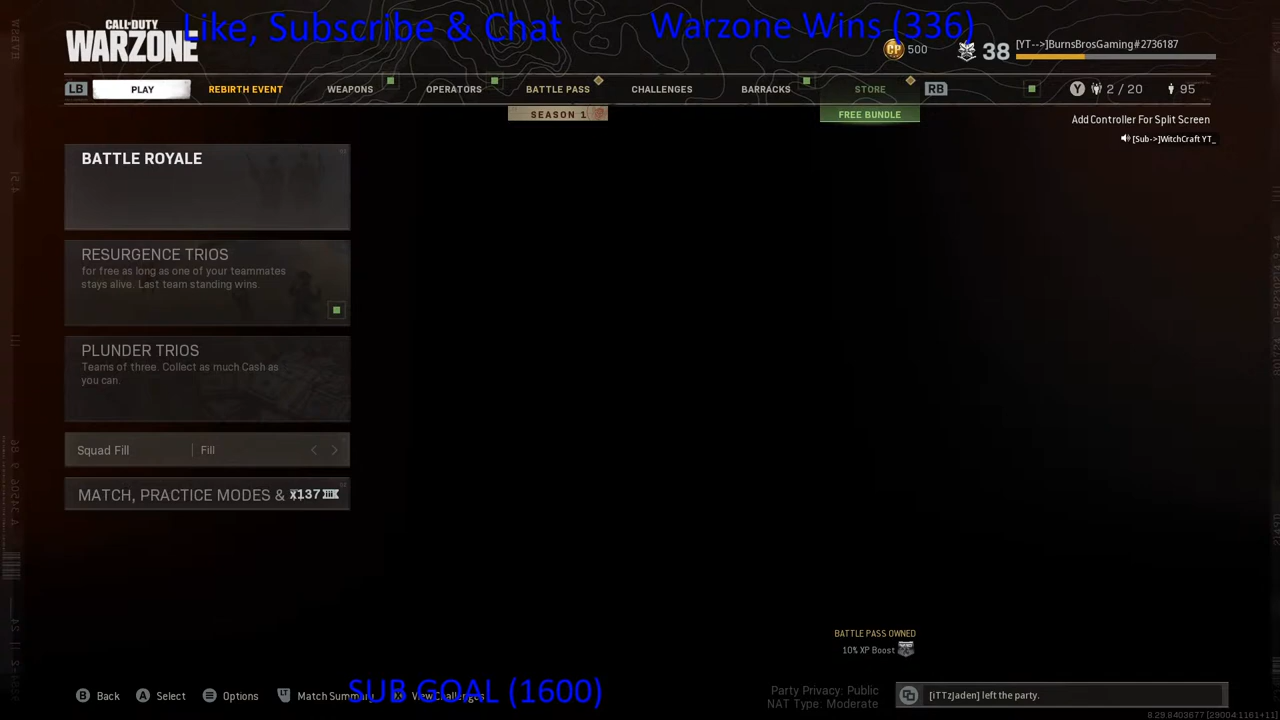 Like, Subscribe & Chat
Warzone Wins (336)
CALL OF DUTY
WARZONE
500
38
[YT-->]BurnsBrosGaming#2736187
LB
PLAY
REBIRTH EVENT
WEAPONS
OPERATORS
BATTLE PASS
CHALLENGES
BARRACKS
STORE
RB
Y
2 / 20
95
SEASON 1
FREE BUNDLE
Add Controller For Split Screen
[Sub->]WitchCraft YT_
BATTLE ROYALE
RESURGENCE TRIOS
for free as long as one of your teammates
stays alive. Last team standing wins.
PLUNDER TRIOS
Teams of three. Collect as much Cash as
you can.
Squad Fill
Fill
MATCH, PRACTICE MODES &
x137
BATTLE PASS OWNED
10% XP Boost
B Back
A Select
Options
LT Match Summary
View Challenges
SUB GOAL (1600)
Party Privacy: Public
NAT Type: Moderate
[iTTzJaden] left the party.